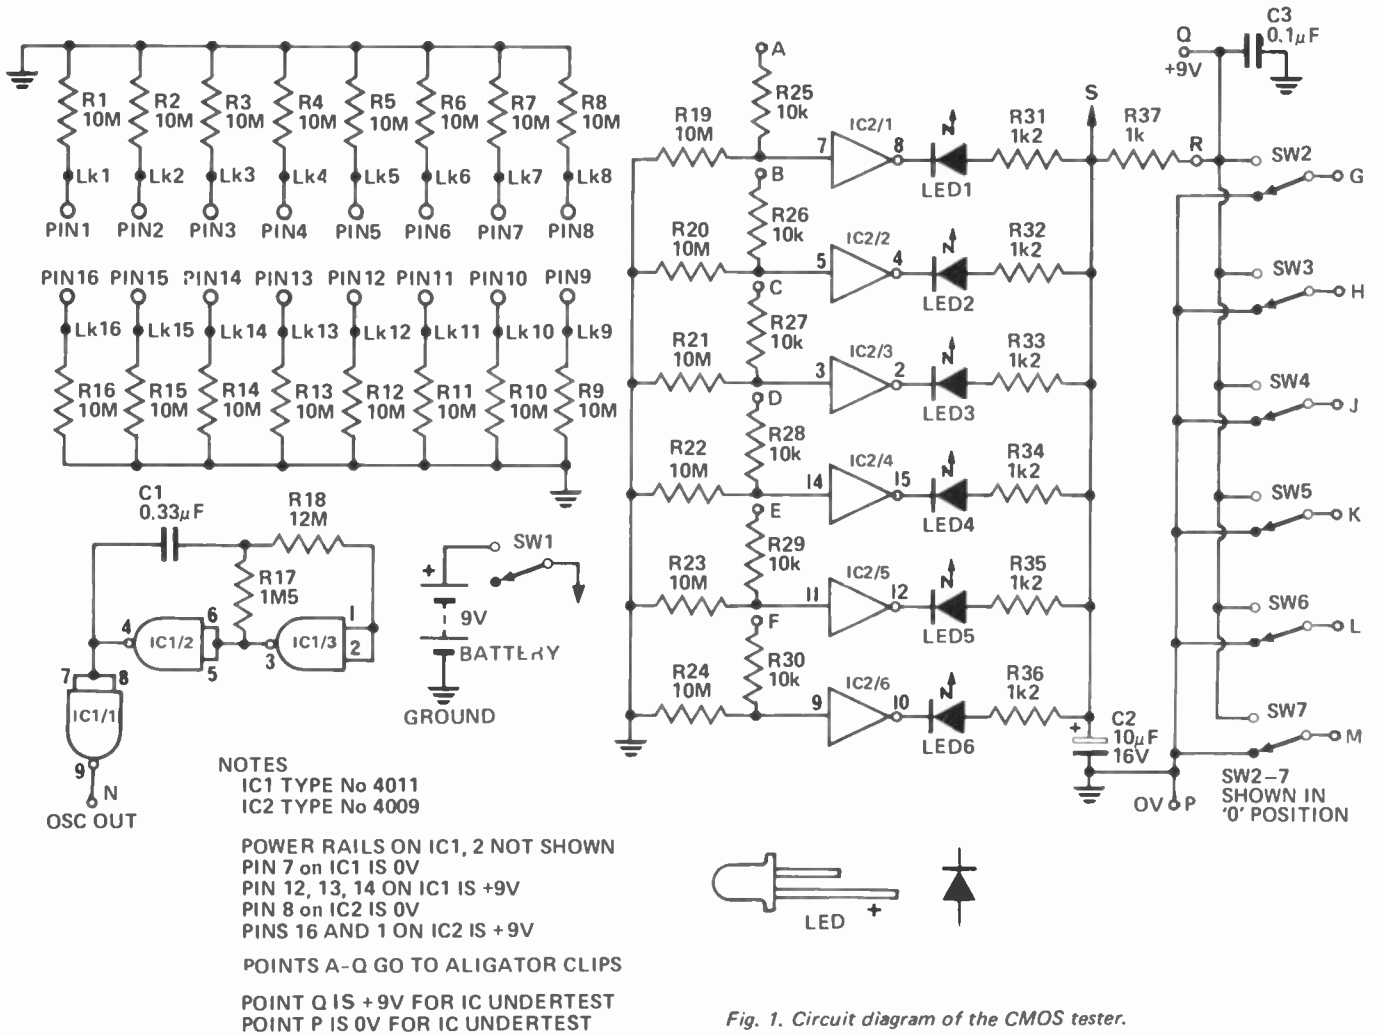 R1 10M
R2 10M
R3 10M
R4 10M
R5 10M
R6 10M
R7 10M
R8 10M
Lk1 Lk2 Lk3 Lk4 Lk5 Lk6 Lk7 Lk8
PIN1 PIN2 PIN3 PIN4 PIN5 PIN6 PIN7 PIN8
PIN16 PIN15 PIN14 PIN13 PIN12 PIN11 PIN10 PIN9
Lk16 Lk15 Lk14 Lk13 Lk12 Lk11 Lk10 Lk9
R16 10M
R15 10M
R14 10M
R13 10M
R12 10M
R11 10M
R10 10M
R9 10M
C1
0.33μF
R18
12M
R17
1M5
4 IC1/2 6 5
3 IC1/3 1 2
7 8
IC1/1
9
N
OSC OUT
SW1
+
9V
BATTERY
GROUND
A
R25
10k
R19
10M
7 IC2/1 8
LED1
R31
1k2
B
R26
10k
R20
10M
5 IC2/2 4
LED2
R32
1k2
C
R27
10k
R21
10M
3 IC2/3 2
LED3
R33
1k2
D
R28
10k
R22
10M
14 IC2/4 15
LED4
R34
1k2
E
R29
10k
R23
10M
11 IC2/5 12
LED5
R35
1k2
F
R30
10k
R24
10M
9 IC2/6 10
LED6
R36
1k2
S
R37
1k
R
Q
+9V
C3
0.1μF
SW2
G
SW3
H
SW4
J
SW5
K
SW6
L
SW7
M
+
C2
10μF
16V
0V P
SW2-7
SHOWN IN
'0' POSITION
NOTES
IC1 TYPE No 4011
IC2 TYPE No 4009
POWER RAILS ON IC1, 2 NOT SHOWN
PIN 7 on IC1 IS 0V
PIN 12, 13, 14 ON IC1 IS +9V
PIN 8 on IC2 IS 0V
PINS 16 AND 1 ON IC2 IS +9V
POINTS A-Q GO TO ALIGATOR CLIPS
POINT Q IS +9V FOR IC UNDERTEST
POINT P IS 0V FOR IC UNDERTEST
LED
+
Fig. 1. Circuit diagram of the CMOS tester.